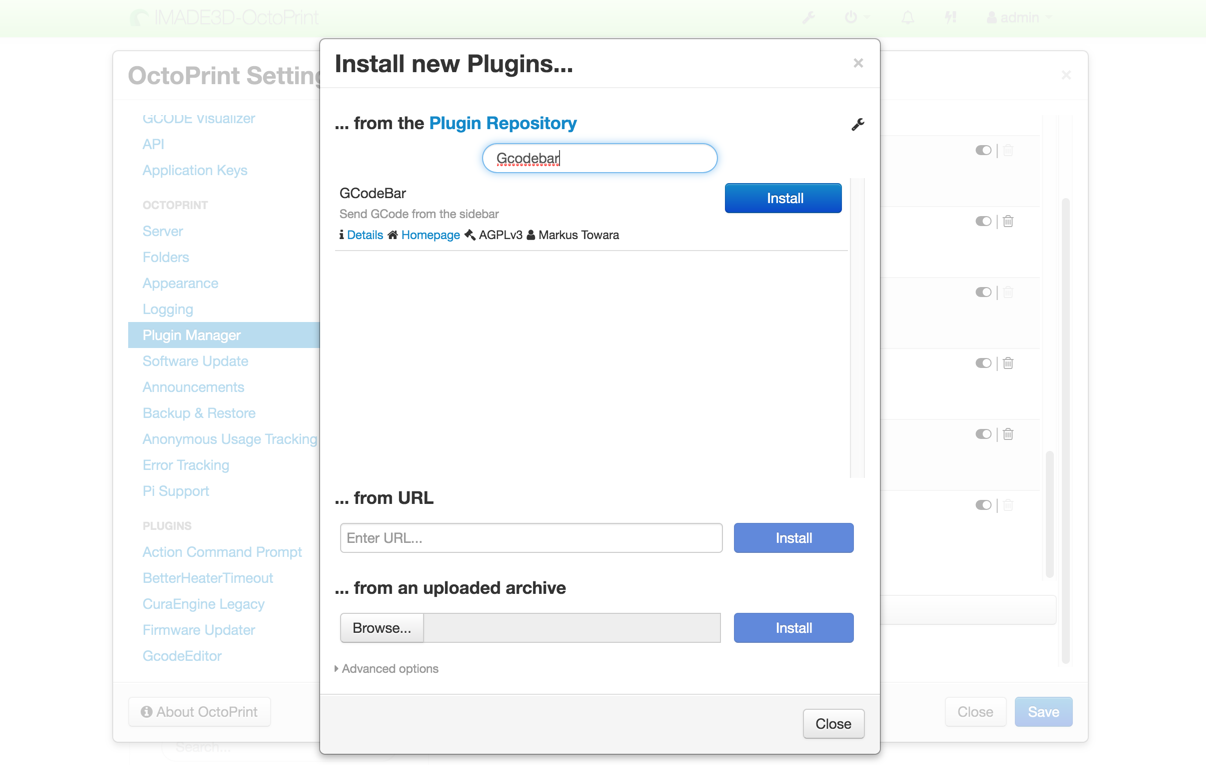 IMADE3D-OctoPrint
admin
Install new Plugins...
×
OctoPrint Setting
×
... from the Plugin Repository
Gcodebar
GCodeBar
Install
Send GCode from the sidebar
Details Homepage AGPLv3 Markus Towara
GCODE Visualizer
API
Application Keys
OCTOPRINT
Server
Folders
Appearance
Logging
Plugin Manager
Software Update
Announcements
Backup & Restore
Anonymous Usage Tracking
Error Tracking
Pi Support
PLUGINS
Action Command Prompt
BetterHeaterTimeout
CuraEngine Legacy
Firmware Updater
GcodeEditor
... from URL
Enter URL...
Install
... from an uploaded archive
Browse...
Install
Advanced options
Close
About OctoPrint
Close
Save
Search...